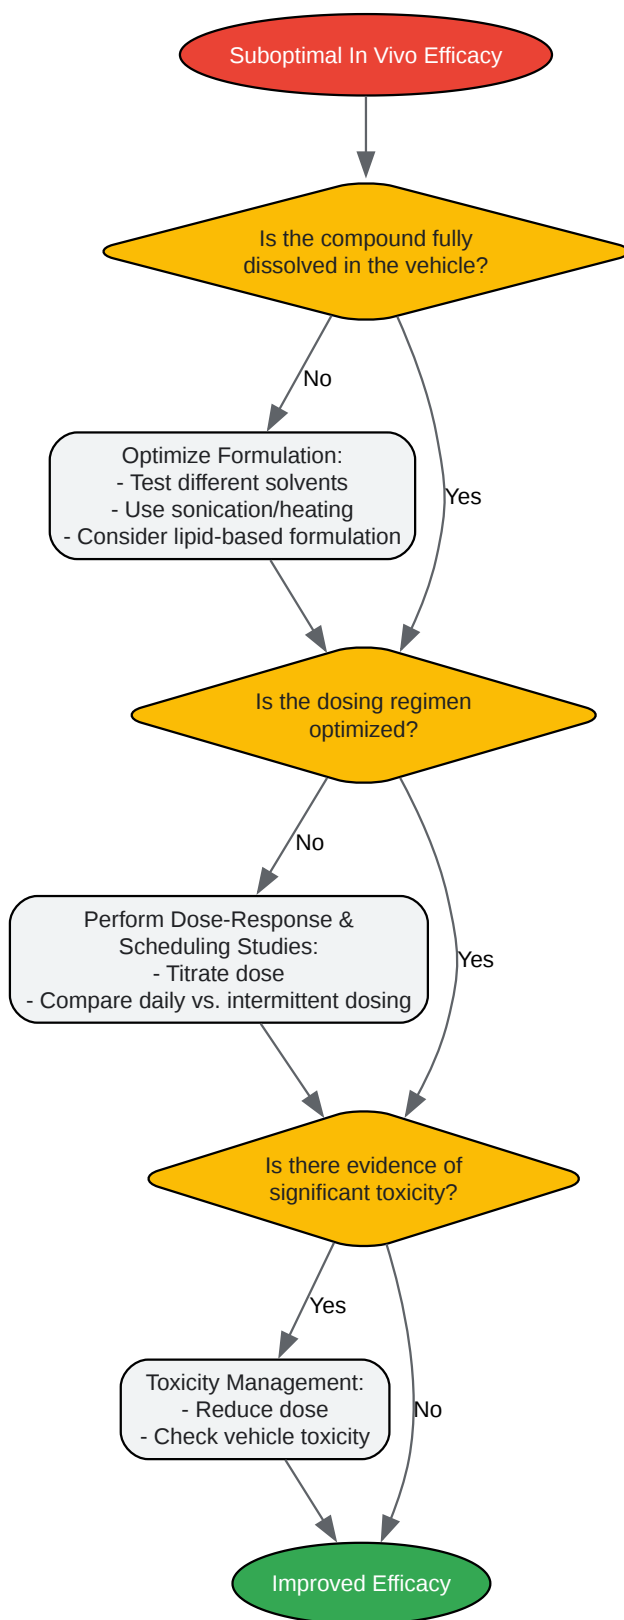 Suboptimal In Vivo Efficacy
Is the compound fully
dissolved in the vehicle?
No
Optimize Formulation:
- Test different solvents
- Use sonication/heating
- Consider lipid-based formulation
Yes
Is the dosing regimen
optimized?
No
Perform Dose-Response &
Scheduling Studies:
- Titrate dose
- Compare daily vs. intermittent dosing
Yes
Is there evidence of
significant toxicity?
Yes
Toxicity Management:
- Reduce dose
- Check vehicle toxicity
No
Improved Efficacy